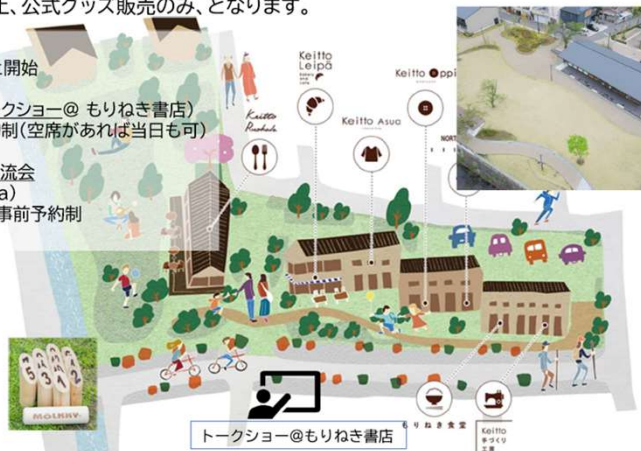 上、公式グッズ販売のみ、となります。
開始
クショー@ もりねき書店)
制(空席があれば当日も可)
流会
a)
事前予約制
Keitto Ruokala
Keitto Leipä
Keitto Asua
Keitto
NORT
5 3 1 2
MOLKKY
トークショー@もりねき書店
もりねき食堂
Keitto
手づくり
工房